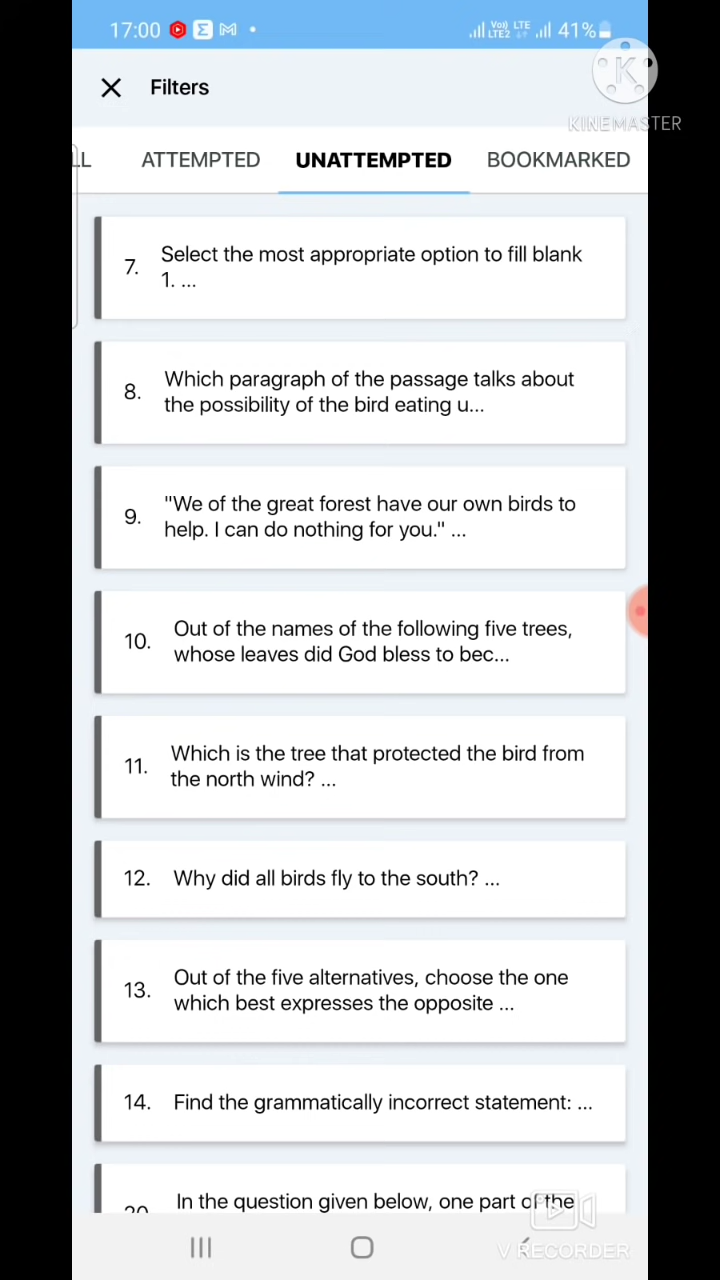 17:00 Voo) LTE LTE2 41%
Filters
KINEMASTER
LL ATTEMPTED UNATTEMPTED BOOKMARKED
7. Select the most appropriate option to fill blank
1. ...
8. Which paragraph of the passage talks about
the possibility of the bird eating u...
9. "We of the great forest have our own birds to
help. I can do nothing for you." ...
10. Out of the names of the following five trees,
whose leaves did God bless to bec...
11. Which is the tree that protected the bird from
the north wind? ...
12. Why did all birds fly to the south? ...
13. Out of the five alternatives, choose the one
which best expresses the opposite ...
14. Find the grammatically incorrect statement: ...
20 In the question given below, one part of the
V RECORDER